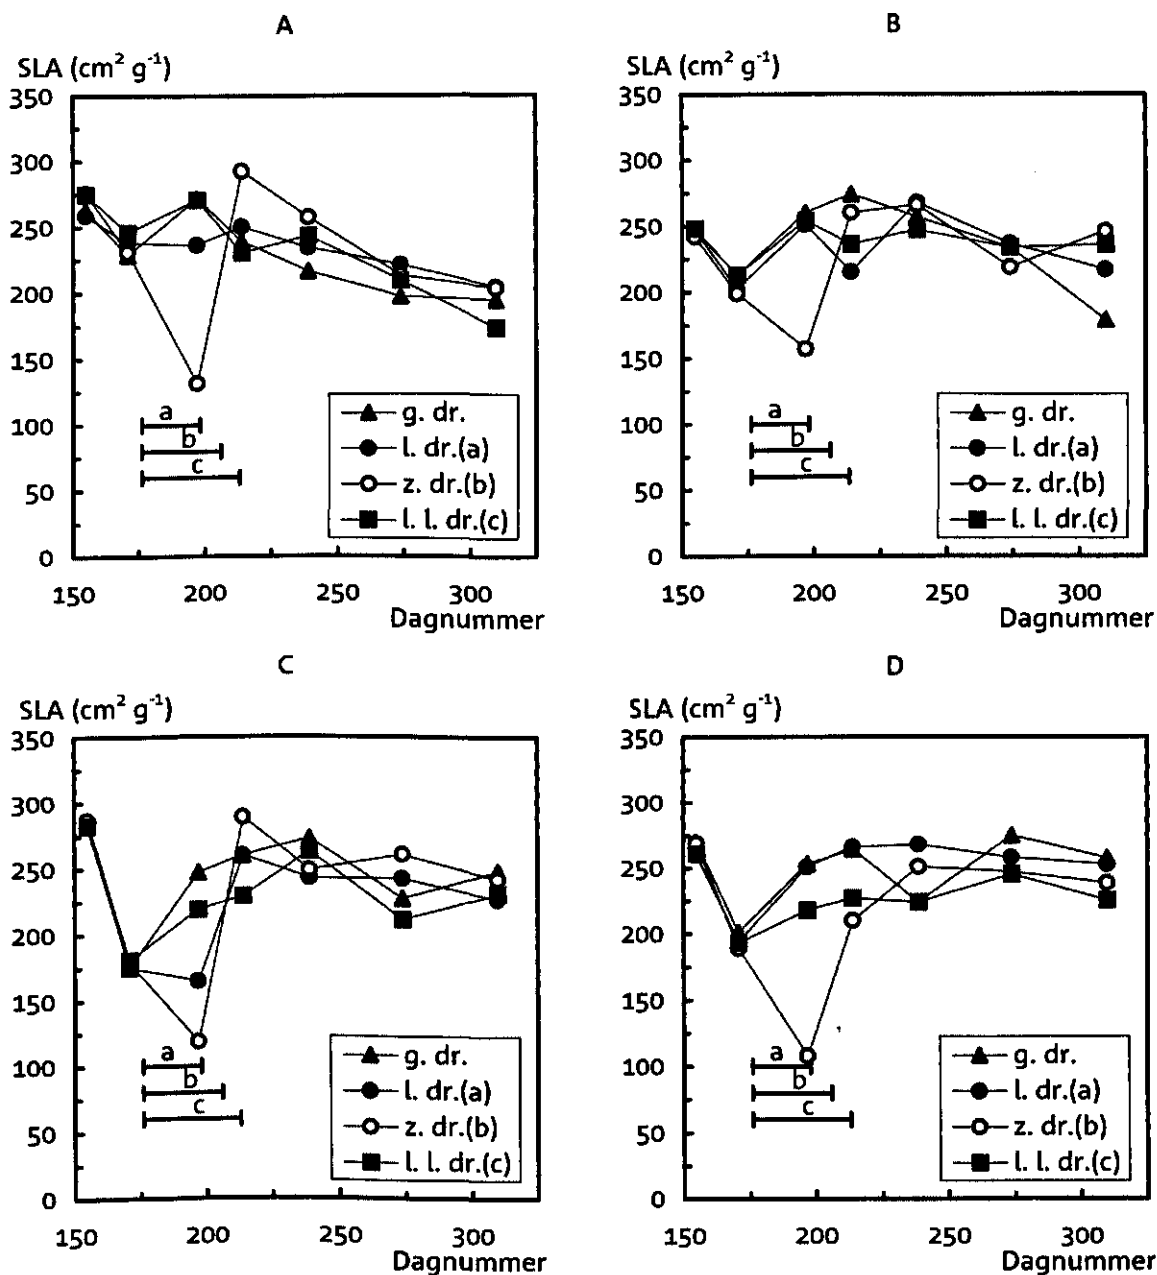 A
SLA (cm² g⁻¹)
350
300
250
200
150
100
50
0
a
b
c
g. dr.
l. dr.(a)
z. dr.(b)
l. l. dr.(c)
150 200 250 300
Dagnummer
B
SLA (cm² g⁻¹)
350
300
250
200
150
100
50
0
a
b
c
g. dr.
l. dr.(a)
z. dr.(b)
l. l. dr.(c)
150 200 250 300
Dagnummer
C
SLA (cm² g⁻¹)
350
300
250
200
150
100
50
0
a
b
c
g. dr.
l. dr.(a)
z. dr.(b)
l. l. dr.(c)
150 200 250 300
Dagnummer
D
SLA (cm² g⁻¹)
350
300
250
200
150
100
50
0
a
b
c
g. dr.
l. dr.(a)
z. dr.(b)
l. l. dr.(c)
150 200 250 300
Dagnummer